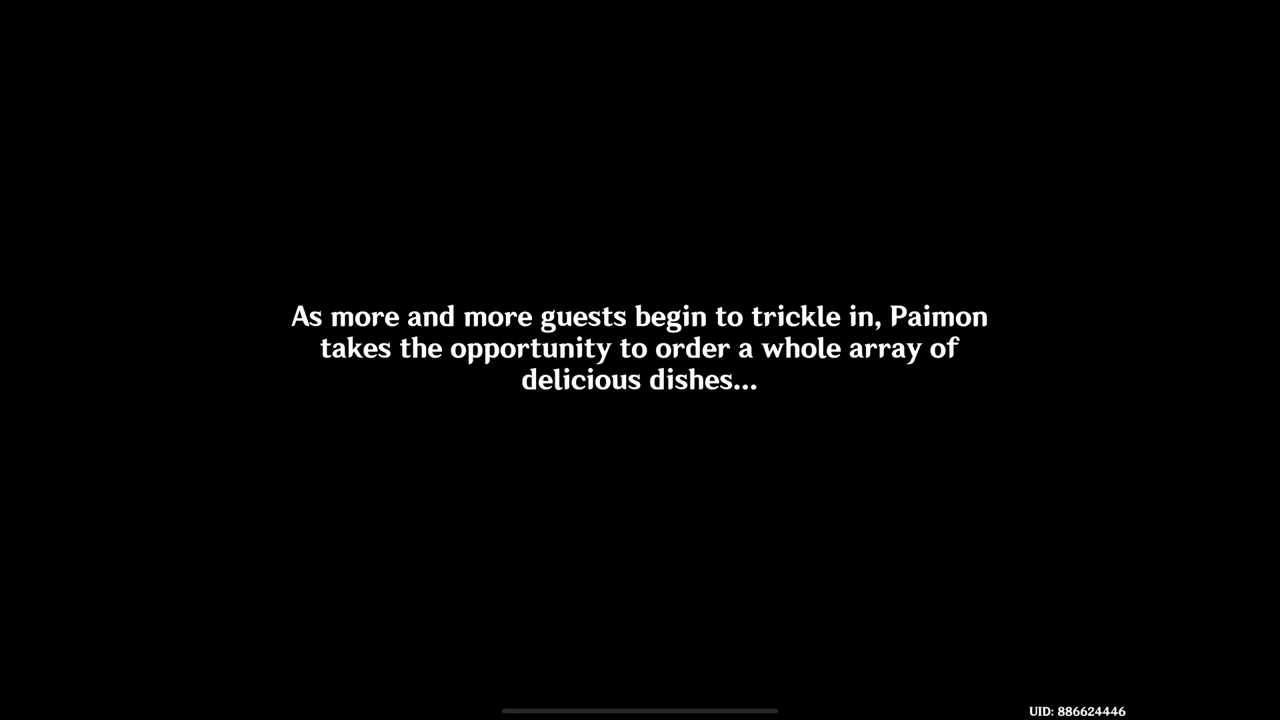 As more and more guests begin to trickle in, Paimon
takes the opportunity to order a whole array of
delicious dishes...
UID: 886624446